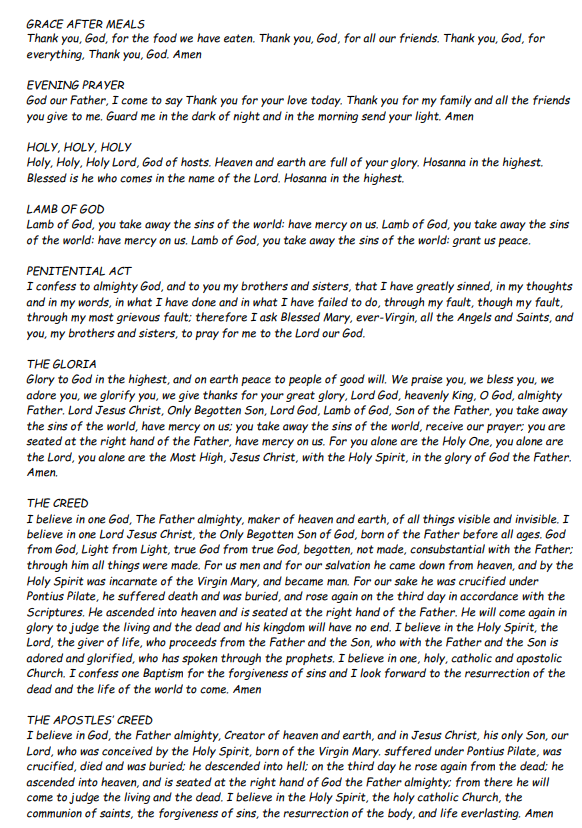 GRACE AFTER MEALS
Thank you, God, for the food we have eaten. Thank you, God, for all our friends. Thank you, God, for
everything, Thank you, God. Amen
EVENING PRAYER
God our Father, I come to say Thank you for your love today. Thank you for my family and all the friends
you give to me. Guard me in the dark of night and in the morning send your light. Amen
HOLY, HOLY, HOLY
Holy, Holy, Holy Lord, God of hosts. Heaven and earth are full of your glory. Hosanna in the highest.
Blessed is he who comes in the name of the Lord. Hosanna in the highest.
LAMB OF GOD
Lamb of God, you take away the sins of the world: have mercy on us. Lamb of God, you take away the sins
of the world: have mercy on us. Lamb of God, you take away the sins of the world: grant us peace.
PENITENTIAL ACT
I confess to almighty God, and to you my brothers and sisters, that I have greatly sinned, in my thoughts
and in my words, in what I have done and in what I have failed to do, through my fault, though my fault,
through my most grievous fault; therefore I ask Blessed Mary, ever-Virgin, all the Angels and Saints, and
you, my brothers and sisters, to pray for me to the Lord our God.
THE GLORIA
Glory to God in the highest, and on earth peace to people of good will. We praise you, we bless you, we
adore you, we glorify you, we give thanks for your great glory, Lord God, heavenly King, O God, almighty
Father. Lord Jesus Christ, Only Begotten Son, Lord God, Lamb of God, Son of the Father, you take away
the sins of the world, have mercy on us; you take away the sins of the world, receive our prayer; you are
seated at the right hand of the Father, have mercy on us. For you alone are the Holy One, you alone are
the Lord, you alone are the Most High, Jesus Christ, with the Holy Spirit, in the glory of God the Father.
Amen.
THE CREED
I believe in one God, The Father almighty, maker of heaven and earth, of all things visible and invisible. I
believe in one Lord Jesus Christ, the Only Begotten Son of God, born of the Father before all ages. God
from God, Light from Light, true God from true God, begotten, not made, consubstantial with the Father;
through him all things were made. For us men and for our salvation he came down from heaven, and by the
Holy Spirit was incarnate of the Virgin Mary, and became man. For our sake he was crucified under
Pontius Pilate, he suffered death and was buried, and rose again on the third day in accordance with the
Scriptures. He ascended into heaven and is seated at the right hand of the Father. He will come again in
glory to judge the living and the dead and his kingdom will have no end. I believe in the Holy Spirit, the
Lord, the giver of life, who proceeds from the Father and the Son, who with the Father and the Son is
adored and glorified, who has spoken through the prophets. I believe in one, holy, catholic and apostolic
Church. I confess one Baptism for the forgiveness of sins and I look forward to the resurrection of the
dead and the life of the world to come. Amen
THE APOSTLES' CREED
I believe in God, the Father almighty, Creator of heaven and earth, and in Jesus Christ, his only Son, our
Lord, who was conceived by the Holy Spirit, born of the Virgin Mary. suffered under Pontius Pilate, was
crucified, died and was buried; he descended into hell; on the third day he rose again from the dead; he
ascended into heaven, and is seated at the right hand of God the Father almighty; from there he will
come to judge the living and the dead. I believe in the Holy Spirit, the holy catholic Church, the
communion of saints, the forgiveness of sins, the resurrection of the body, and life everlasting. Amen